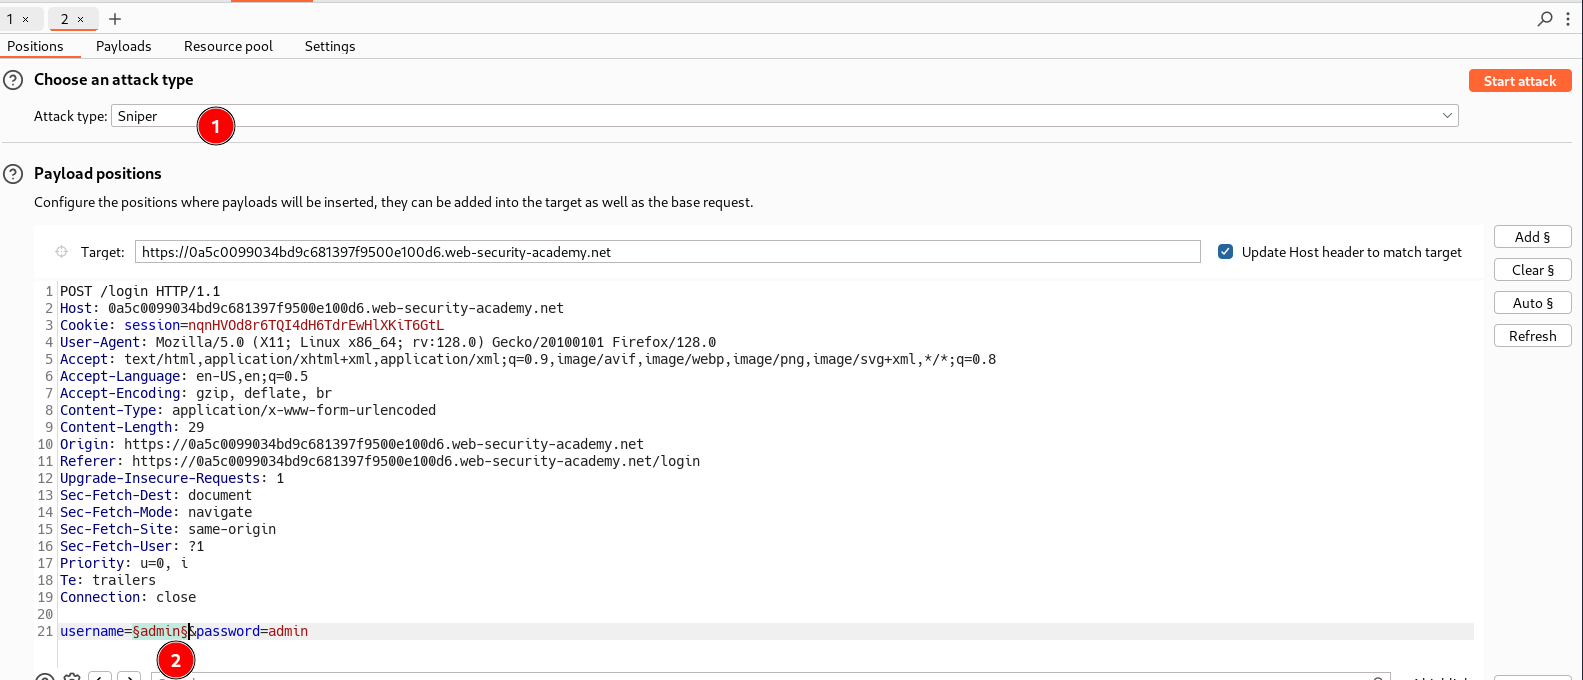 1 × 2 × +
Positions Payloads Resource pool Settings
? Choose an attack type
Start attack
Attack type: Sniper
1
? Payload positions
Configure the positions where payloads will be inserted, they can be added into the target as well as the base request.
Target: https://0a5c0099034bd9c681397f9500e100d6.web-security-academy.net
Update Host header to match target
Add §
Clear §
Auto §
Refresh
1 POST /login HTTP/1.1
2 Host: 0a5c0099034bd9c681397f9500e100d6.web-security-academy.net
3 Cookie: session=nqnHVOd8r6TQI4dH6TdrEwHlXKiT6GtL
4 User-Agent: Mozilla/5.0 (X11; Linux x86_64; rv:128.0) Gecko/20100101 Firefox/128.0
5 Accept: text/html,application/xhtml+xml,application/xml;q=0.9,image/avif,image/webp,image/png,image/svg+xml,*/*;q=0.8
6 Accept-Language: en-US,en;q=0.5
7 Accept-Encoding: gzip, deflate, br
8 Content-Type: application/x-www-form-urlencoded
9 Content-Length: 29
10 Origin: https://0a5c0099034bd9c681397f9500e100d6.web-security-academy.net
11 Referer: https://0a5c0099034bd9c681397f9500e100d6.web-security-academy.net/login
12 Upgrade-Insecure-Requests: 1
13 Sec-Fetch-Dest: document
14 Sec-Fetch-Mode: navigate
15 Sec-Fetch-Site: same-origin
16 Sec-Fetch-User: ?1
17 Priority: u=0, i
18 Te: trailers
19 Connection: close
20
21 username=§admin§&password=admin
2